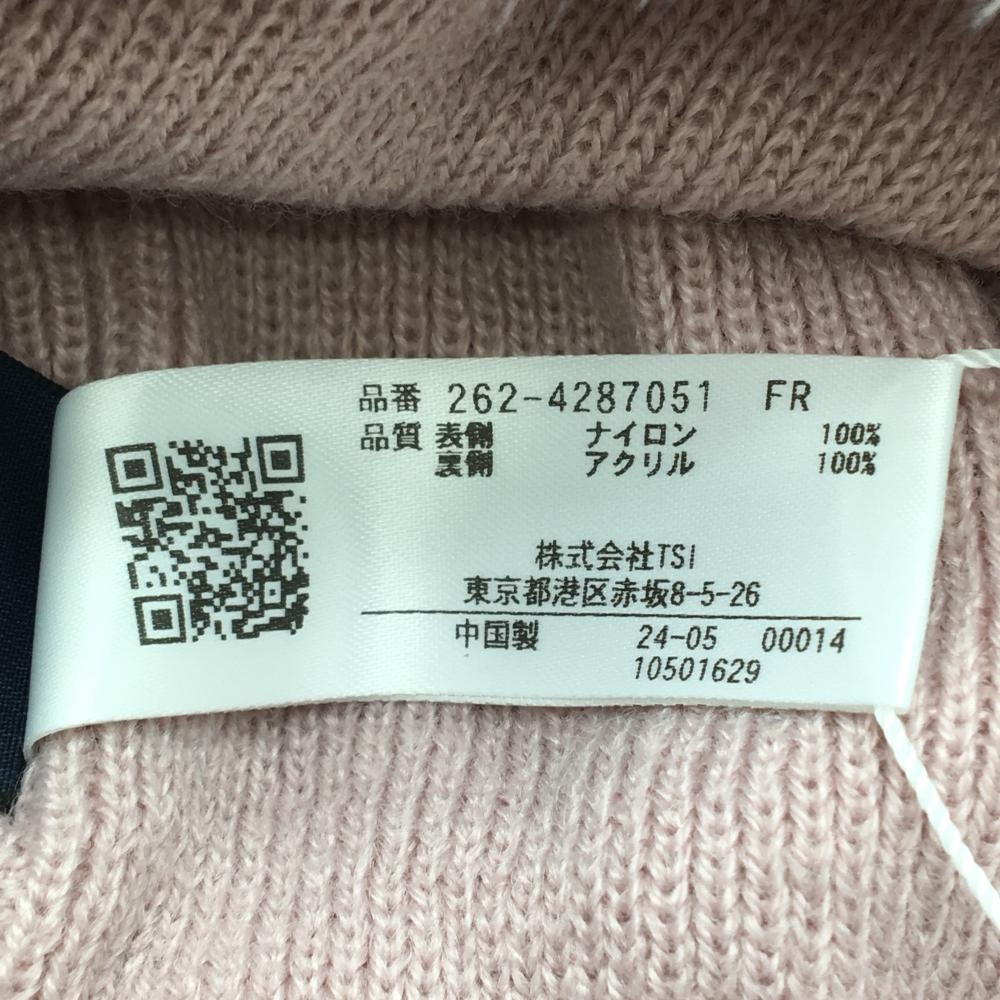 品番 262-4287051 FR
品質 表側 ナイロン 100%
裏側 アクリル 100%
株式会社TSI
東京都港区赤坂8-5-26
中国製 24-05 00014
10501629